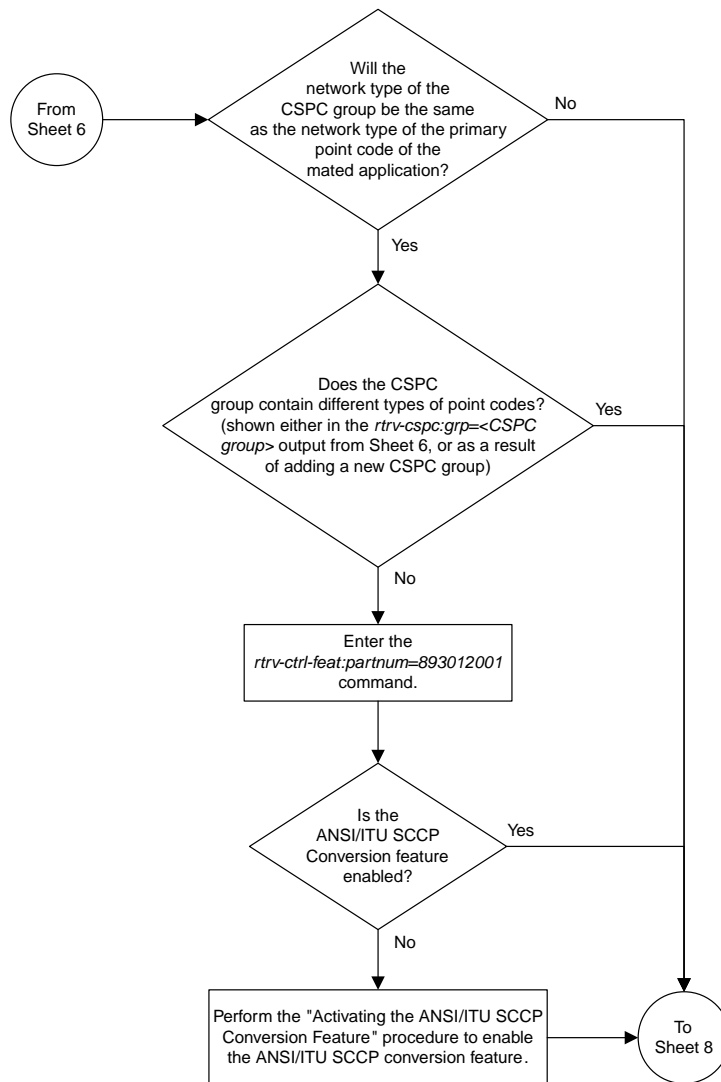 From
Sheet 6
Will the
network type of the
CSPC group be the same
as the network type of the primary
point code of the
mated application?
No
Yes
Does the CSPC
group contain different types of point codes?
(shown either in the rtrv-cspc:grp=<CSPC
group> output from Sheet 6, or as a result
of adding a new CSPC group)
Yes
No
Enter the
rtrv-ctrl-feat:partnum=893012001
command.
Is the
ANSI/ITU SCCP
Conversion feature
enabled?
Yes
No
Perform the "Activating the ANSI/ITU SCCP
Conversion Feature" procedure to enable
the ANSI/ITU SCCP conversion feature.
To
Sheet 8